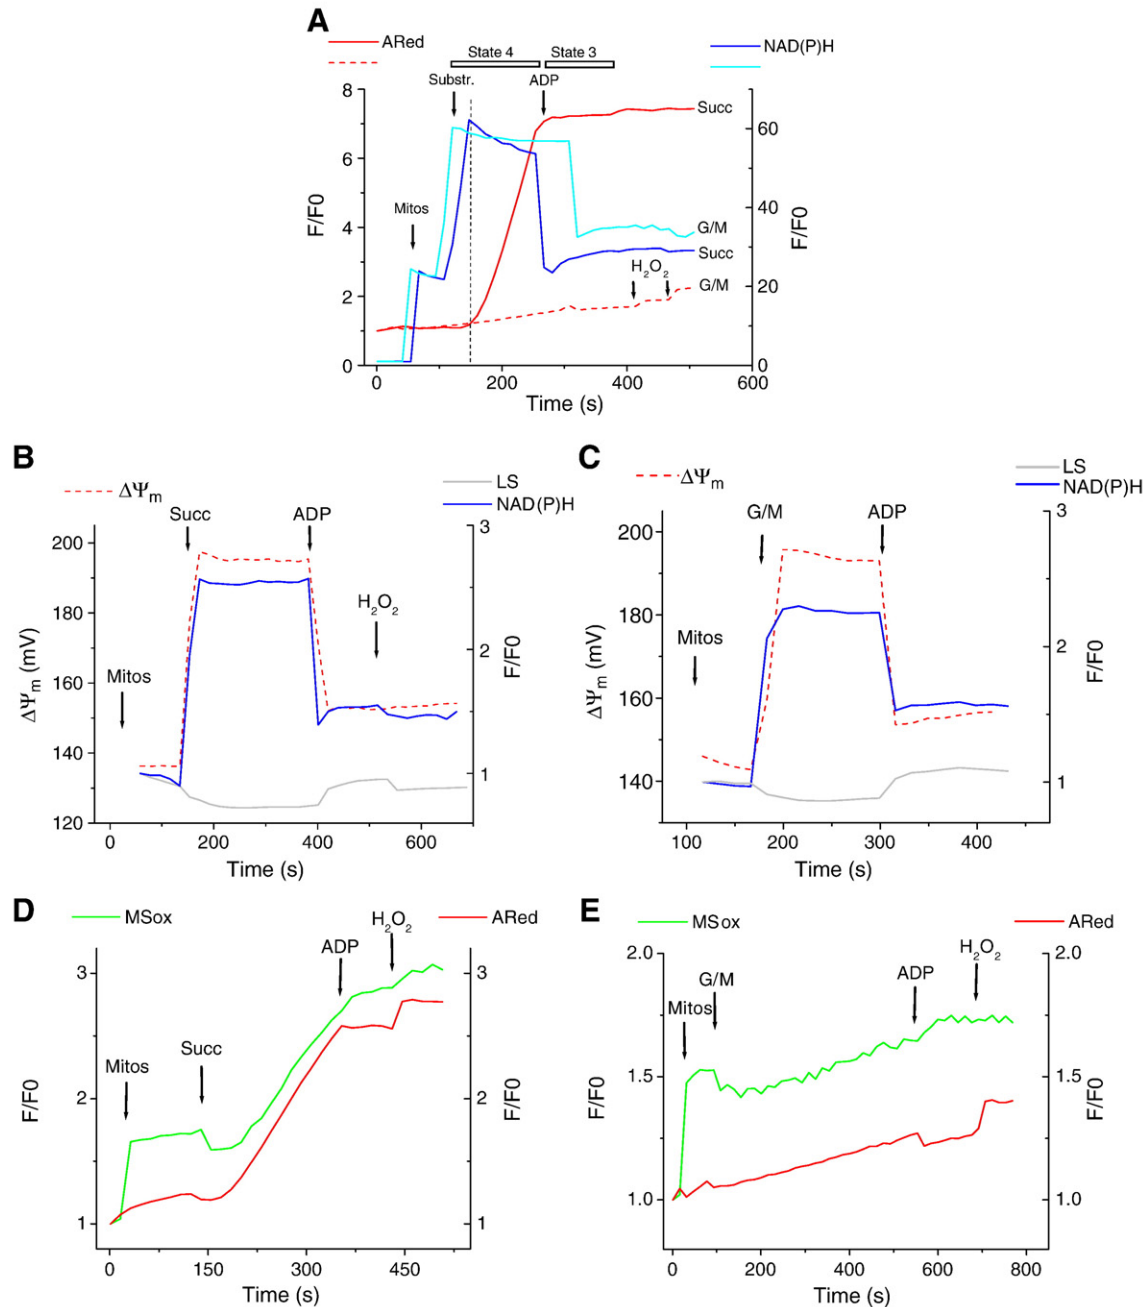 A
ARed
State 4
State 3
NAD(P)H
Substr.
ADP
8
60
Succ
6
Mitos
40
F/F0
4
G/M
F/F0
Succ
H2O2
G/M
20
2
0
0
0
200
400
600
Time (s)
B
ΔΨm
LS
NAD(P)H
Succ
ADP
3
200
190
H2O2
180
2
170
ΔΨm (mV)
F/F0
160
Mitos
150
140
1
130
120
0
200
400
600
Time (s)
C
ΔΨm
LS
NAD(P)H
G/M
ADP
3
200
180
Mitos
2
ΔΨm (mV)
F/F0
160
140
1
100
200
300
400
Time (s)
D
MSox
ARed
H2O2
ADP
3
3
Mitos
Succ
2
2
F/F0
F/F0
1
1
0
150
300
450
Time (s)
E
MSox
ARed
2.0
2.0
H2O2
G/M
ADP
Mitos
1.5
1.5
F/F0
F/F0
1.0
1.0
0
200
400
600
800
Time (s)